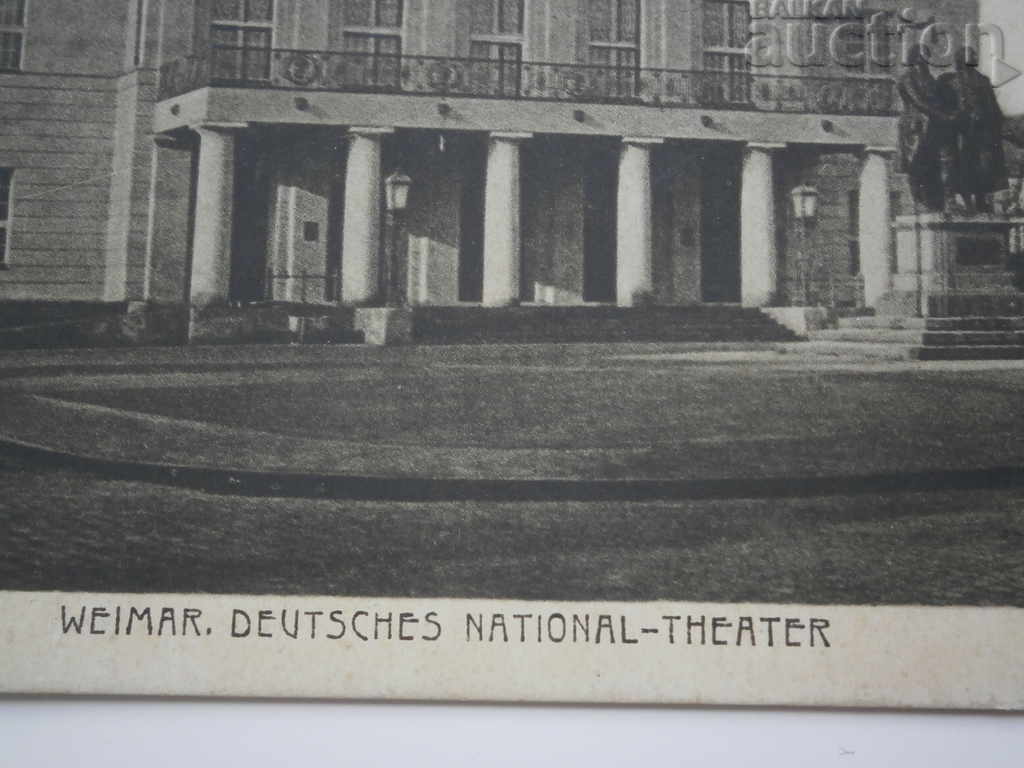 BALKAN
auction
WEIMAR. DEUTSCHES NATIONAL-THEATER